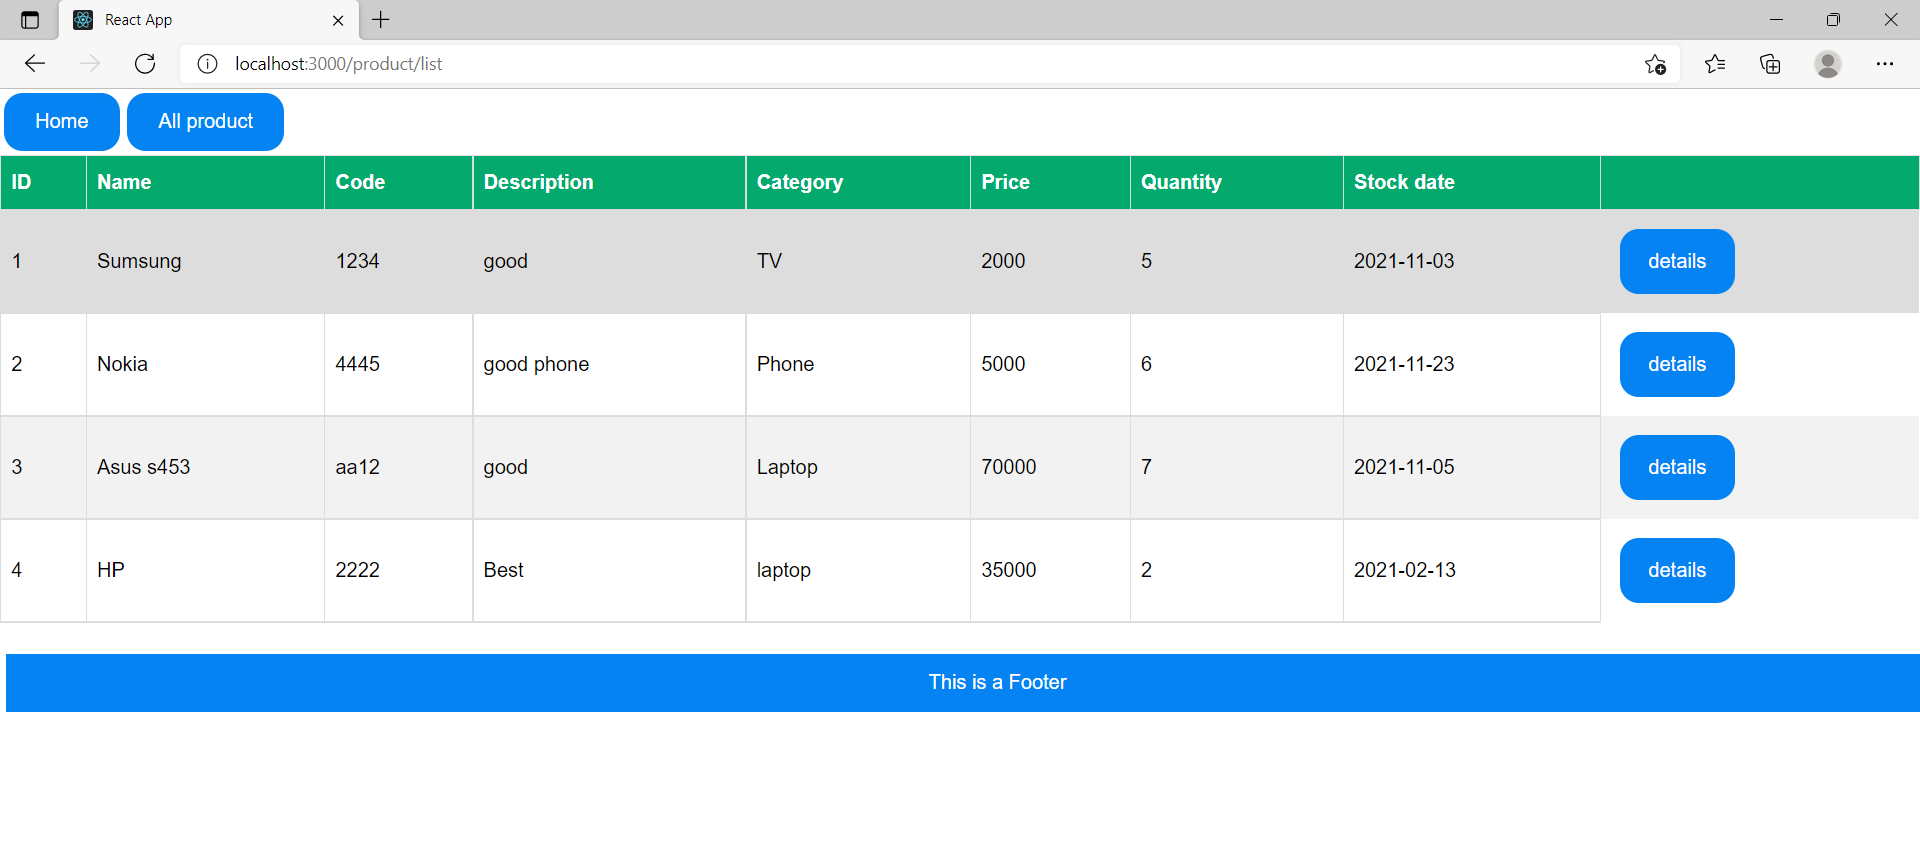 React App
localhost:3000/product/list
Home All product
ID Name Code Description Category Price Quantity Stock date
1 Sumsung 1234 good TV 2000 5 2021-11-03 details
2 Nokia 4445 good phone Phone 5000 6 2021-11-23 details
3 Asus s453 aa12 good Laptop 70000 7 2021-11-05 details
4 HP 2222 Best laptop 35000 2 2021-02-13 details
This is a Footer